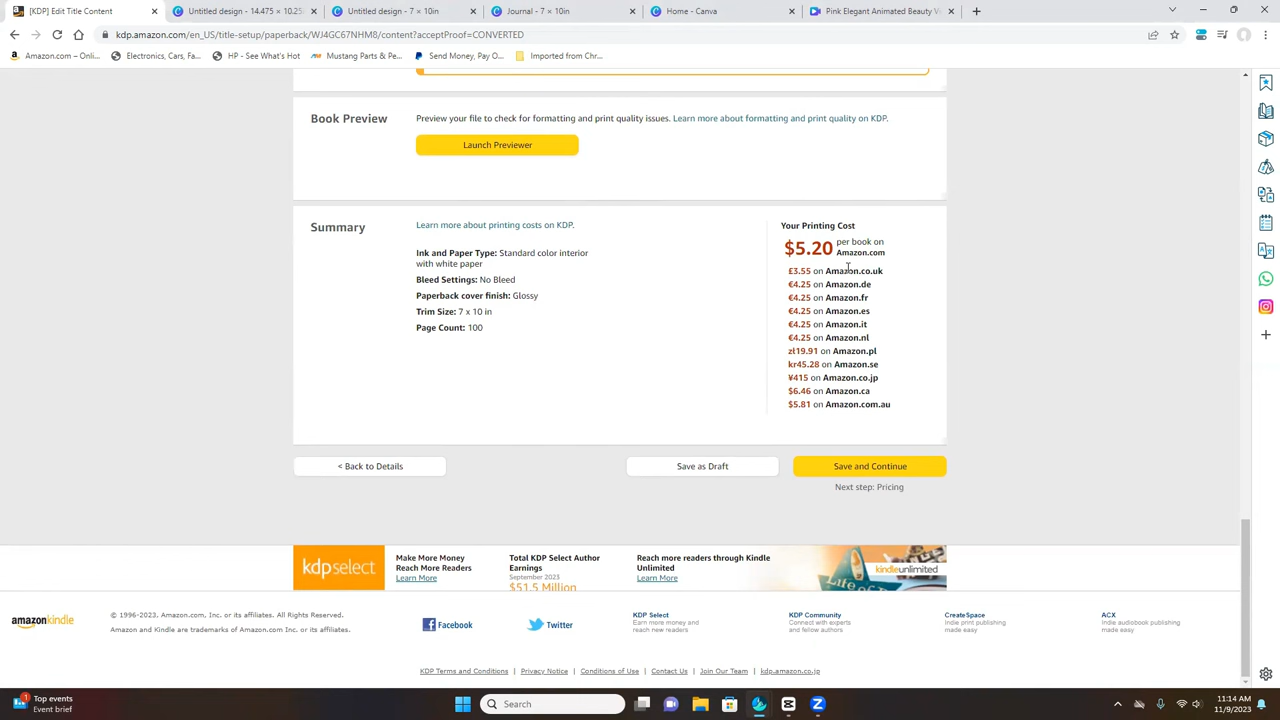 [KDP] Edit Title Content
Untitled design - 14.475 × 10.25
Untitled design - 7 × 10in
Journal - 7 × 10in
Home - Canva
Epic Pink Animated Beauty V
kdp.amazon.com/en_US/title-setup/paperback/WJ4GC67NHM8/content?acceptProof=CONVERTED
Amazon.com – Onli...
Electronics, Cars, Fa...
HP - See What's Hot
Mustang Parts & Pe...
Send Money, Pay O...
Imported from Chr...
Book Preview
Preview your file to check for formatting and print quality issues. Learn more about formatting and print quality on KDP.
Launch Previewer
Summary
Learn more about printing costs on KDP.
Ink and Paper Type: Standard color interior
with white paper
Bleed Settings: No Bleed
Paperback cover finish: Glossy
Trim Size: 7 x 10 in
Page Count: 100
Your Printing Cost
$5.20 per book on
Amazon.com
£3.55 on Amazon.co.uk
€4.25 on Amazon.de
€4.25 on Amazon.fr
€4.25 on Amazon.es
€4.25 on Amazon.it
€4.25 on Amazon.nl
zł19.91 on Amazon.pl
kr45.28 on Amazon.se
¥415 on Amazon.co.jp
$6.46 on Amazon.ca
$5.81 on Amazon.com.au
< Back to Details
Save as Draft
Save and Continue
Next step: Pricing
kdpselect
Make More Money
Reach More Readers
Learn More
Total KDP Select Author
Earnings
September 2023
$51.5 Million
Reach more readers through Kindle
Unlimited
Learn More
kindleunlimited
Life of
amazonkindle
© 1996-2023, Amazon.com, Inc. or its affiliates. All Rights Reserved.
Amazon and Kindle are trademarks of Amazon.com Inc. or its affiliates.
Facebook
Twitter
KDP Select
Earn more money and
reach new readers
KDP Community
Connect with experts
and fellow authors
CreateSpace
Indie print publishing
made easy
ACX
Indie audiobook publishing
made easy
KDP Terms and Conditions | Privacy Notice | Conditions of Use | Contact Us | Join Our Team | kdp.amazon.co.jp
1
Top events
Event brief
Search
11:14 AM
11/9/2023